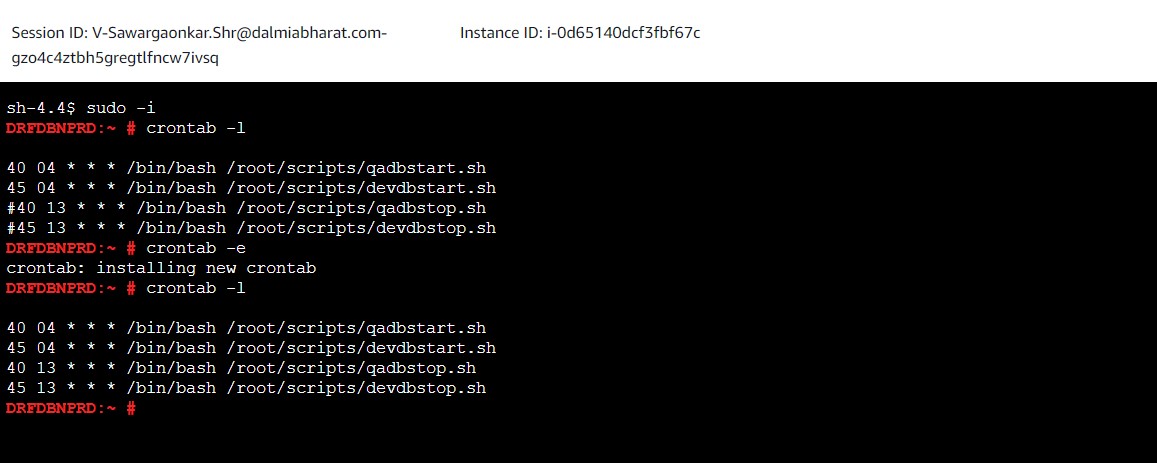 Session ID: V-Sawargaonkar.Shr@dalmiabharat.com-
gzo4c4ztbh5gregtlfncw7ivsq
Instance ID: i-0d65140dcf3fbf67c
sh-4.4$ sudo -i
DRFDBNPRD:~ # crontab -l
40 04 * * * /bin/bash /root/scripts/qadbstart.sh
45 04 * * * /bin/bash /root/scripts/devdbstart.sh
#40 13 * * * /bin/bash /root/scripts/qadbstop.sh
#45 13 * * * /bin/bash /root/scripts/devdbstop.sh
DRFDBNPRD:~ # crontab -e
crontab: installing new crontab
DRFDBNPRD:~ # crontab -l
40 04 * * * /bin/bash /root/scripts/qadbstart.sh
45 04 * * * /bin/bash /root/scripts/devdbstart.sh
40 13 * * * /bin/bash /root/scripts/qadbstop.sh
45 13 * * * /bin/bash /root/scripts/devdbstop.sh
DRFDBNPRD:~ #